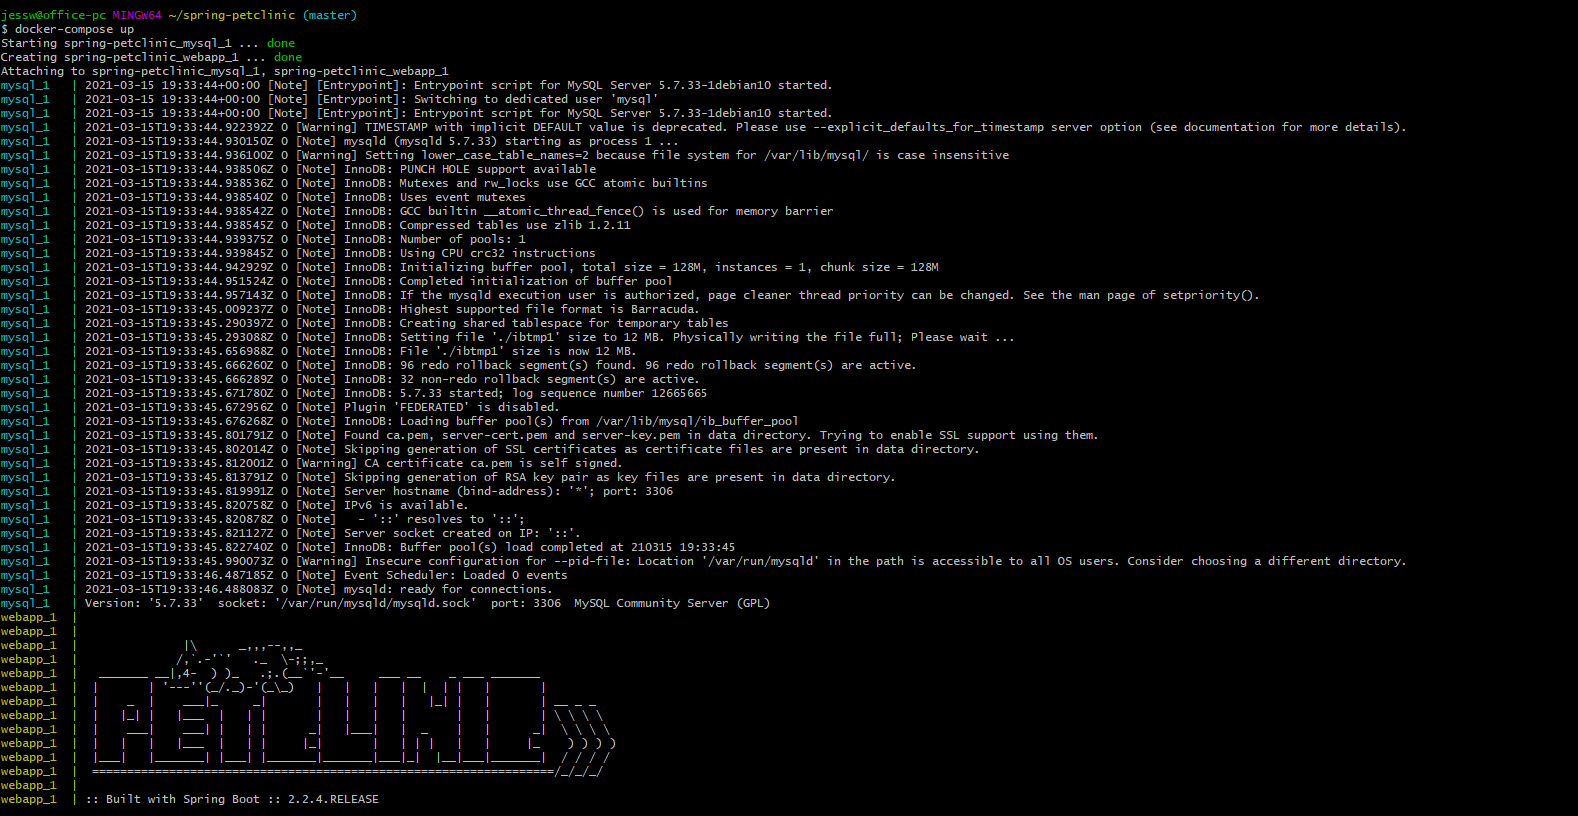 jessw@office-pc MINGW64 ~/spring-petclinic (master)
$ docker-compose up
Starting spring-petclinic_mysql_1 ... done
Creating spring-petclinic_webapp_1 ... done
Attaching to spring-petclinic_mysql_1, spring-petclinic_webapp_1
mysql_1   | 2021-03-15 19:33:44+00:00 [Note] [Entrypoint]: Entrypoint script for MySQL Server 5.7.33-1debian10 started.
mysql_1   | 2021-03-15 19:33:44+00:00 [Note] [Entrypoint]: Switching to dedicated user 'mysql'
mysql_1   | 2021-03-15 19:33:44+00:00 [Note] [Entrypoint]: Entrypoint script for MySQL Server 5.7.33-1debian10 started.
mysql_1   | 2021-03-15T19:33:44.922392Z 0 [Warning] TIMESTAMP with implicit DEFAULT value is deprecated. Please use --explicit_defaults_for_timestamp server option (see documentation for more details).
mysql_1   | 2021-03-15T19:33:44.930150Z 0 [Note] mysqld (mysqld 5.7.33) starting as process 1 ...
mysql_1   | 2021-03-15T19:33:44.936100Z 0 [Warning] Setting lower_case_table_names=2 because file system for /var/lib/mysql/ is case insensitive
mysql_1   | 2021-03-15T19:33:44.938506Z 0 [Note] InnoDB: PUNCH HOLE support available
mysql_1   | 2021-03-15T19:33:44.938536Z 0 [Note] InnoDB: Mutexes and rw_locks use GCC atomic builtins
mysql_1   | 2021-03-15T19:33:44.938540Z 0 [Note] InnoDB: Uses event mutexes
mysql_1   | 2021-03-15T19:33:44.938542Z 0 [Note] InnoDB: GCC builtin __atomic_thread_fence() is used for memory barrier
mysql_1   | 2021-03-15T19:33:44.938545Z 0 [Note] InnoDB: Compressed tables use zlib 1.2.11
mysql_1   | 2021-03-15T19:33:44.939375Z 0 [Note] InnoDB: Number of pools: 1
mysql_1   | 2021-03-15T19:33:44.939845Z 0 [Note] InnoDB: Using CPU crc32 instructions
mysql_1   | 2021-03-15T19:33:44.942929Z 0 [Note] InnoDB: Initializing buffer pool, total size = 128M, instances = 1, chunk size = 128M
mysql_1   | 2021-03-15T19:33:44.951524Z 0 [Note] InnoDB: Completed initialization of buffer pool
mysql_1   | 2021-03-15T19:33:44.957143Z 0 [Note] InnoDB: If the mysqld execution user is authorized, page cleaner thread priority can be changed. See the man page of setpriority().
mysql_1   | 2021-03-15T19:33:45.009237Z 0 [Note] InnoDB: Highest supported file format is Barracuda.
mysql_1   | 2021-03-15T19:33:45.290397Z 0 [Note] InnoDB: Creating shared tablespace for temporary tables
mysql_1   | 2021-03-15T19:33:45.293088Z 0 [Note] InnoDB: Setting file './ibtmp1' size to 12 MB. Physically writing the file full; Please wait ...
mysql_1   | 2021-03-15T19:33:45.656988Z 0 [Note] InnoDB: File './ibtmp1' size is now 12 MB.
mysql_1   | 2021-03-15T19:33:45.666260Z 0 [Note] InnoDB: 96 redo rollback segment(s) found. 96 redo rollback segment(s) are active.
mysql_1   | 2021-03-15T19:33:45.666289Z 0 [Note] InnoDB: 32 non-redo rollback segment(s) are active.
mysql_1   | 2021-03-15T19:33:45.671780Z 0 [Note] InnoDB: 5.7.33 started; log sequence number 12665665
mysql_1   | 2021-03-15T19:33:45.672956Z 0 [Note] Plugin 'FEDERATED' is disabled.
mysql_1   | 2021-03-15T19:33:45.676268Z 0 [Note] InnoDB: Loading buffer pool(s) from /var/lib/mysql/ib_buffer_pool
mysql_1   | 2021-03-15T19:33:45.801791Z 0 [Note] Found ca.pem, server-cert.pem and server-key.pem in data directory. Trying to enable SSL support using them.
mysql_1   | 2021-03-15T19:33:45.802014Z 0 [Note] Skipping generation of SSL certificates as certificate files are present in data directory.
mysql_1   | 2021-03-15T19:33:45.812001Z 0 [Warning] CA certificate ca.pem is self signed.
mysql_1   | 2021-03-15T19:33:45.813791Z 0 [Note] Skipping generation of RSA key pair as key files are present in data directory.
mysql_1   | 2021-03-15T19:33:45.819991Z 0 [Note] Server hostname (bind-address): '*'; port: 3306
mysql_1   | 2021-03-15T19:33:45.820758Z 0 [Note] IPv6 is available.
mysql_1   | 2021-03-15T19:33:45.820878Z 0 [Note]   - '::' resolves to '::';
mysql_1   | 2021-03-15T19:33:45.821127Z 0 [Note] Server socket created on IP: '::'.
mysql_1   | 2021-03-15T19:33:45.822740Z 0 [Note] InnoDB: Buffer pool(s) load completed at 210315 19:33:45
mysql_1   | 2021-03-15T19:33:45.990073Z 0 [Warning] Insecure configuration for --pid-file: Location '/var/run/mysqld' in the path is accessible to all OS users. Consider choosing a different directory.
mysql_1   | 2021-03-15T19:33:46.487185Z 0 [Note] Event Scheduler: Loaded 0 events
mysql_1   | 2021-03-15T19:33:46.488083Z 0 [Note] mysqld: ready for connections.
mysql_1   | Version: '5.7.33'  socket: '/var/run/mysqld/mysqld.sock'  port: 3306  MySQL Community Server (GPL)
webapp_1  |
webapp_1  |
webapp_1  |
webapp_1  |
webapp_1  |
webapp_1  |
webapp_1  |
webapp_1  |
webapp_1  |
webapp_1  |
webapp_1  |
webapp_1  |
webapp_1  |
webapp_1  | :: Built with Spring Boot :: 2.2.4.RELEASE